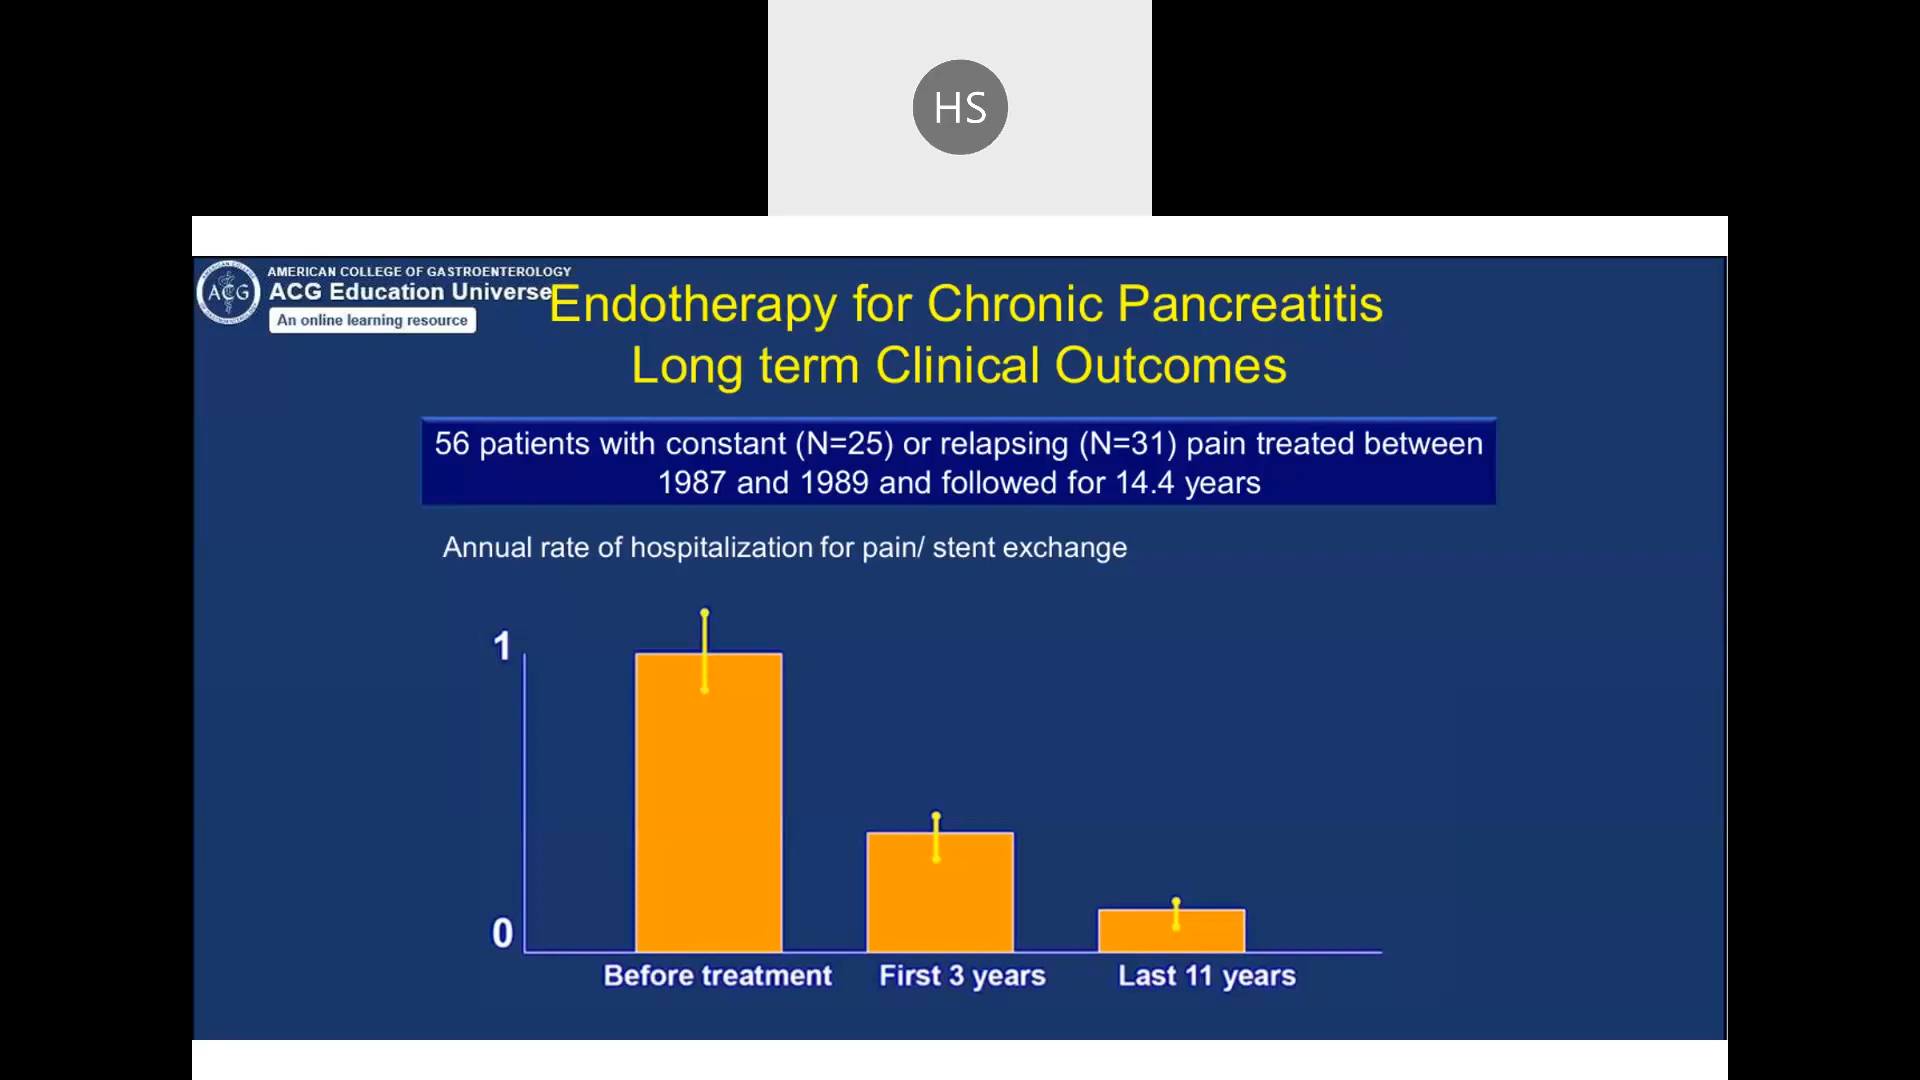 HS
AMERICAN COLLEGE OF GASTROENTEROLOGY
ACG
ACG Education Universe
An online learning resource
Endotherapy for Chronic Pancreatitis
Long term Clinical Outcomes
56 patients with constant (N=25) or relapsing (N=31) pain treated between
1987 and 1989 and followed for 14.4 years
Annual rate of hospitalization for pain/ stent exchange
1
0
Before treatment
First 3 years
Last 11 years